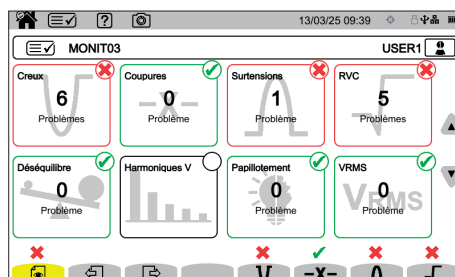 ?
13/03/25 09:39
MONIT03
USER1
Creux
6
Problèmes
Coupures
-X-
0
Problème
Surtensions
1
Problème
RVC
5
Problèmes
Déséquilibre
0
Problème
Harmoniques V
Papillotement
0
Problème
VRMS
VRMS
0
Problème
-X-